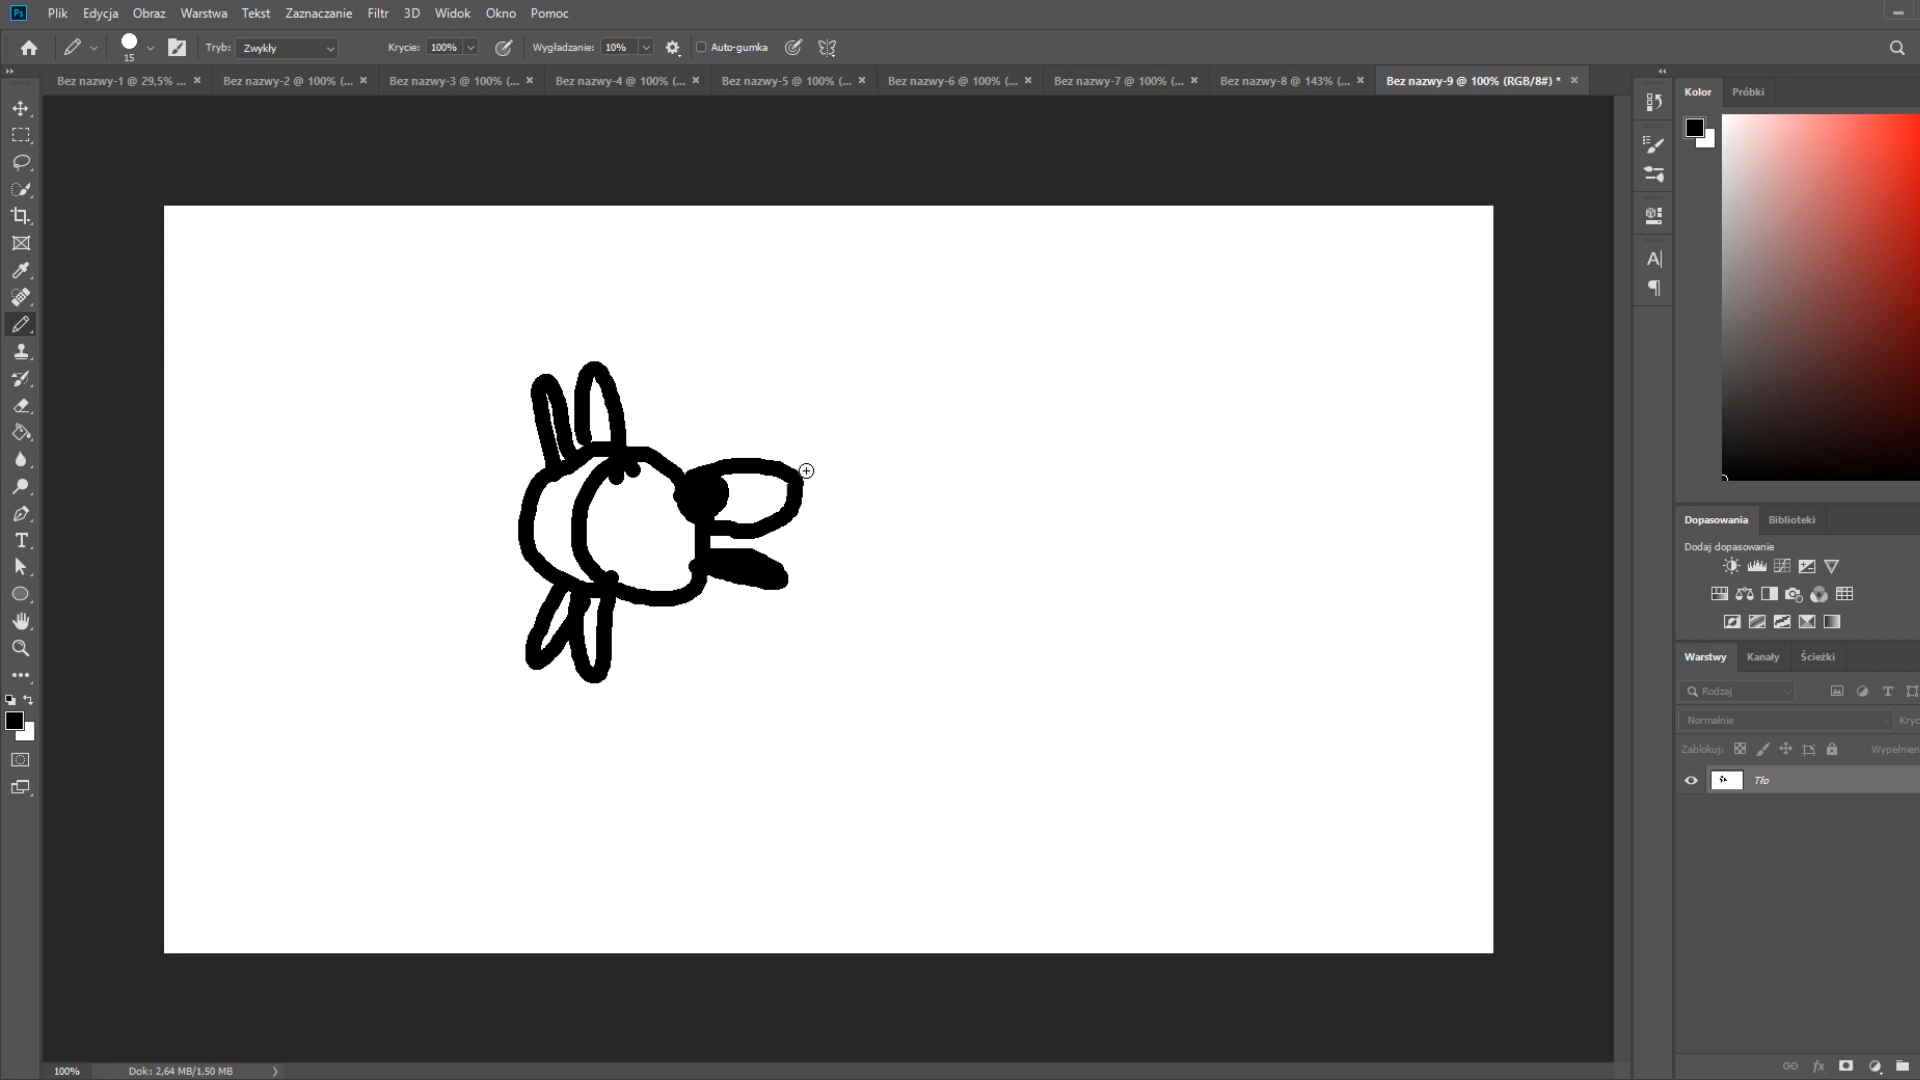 Ps Plik Edycja Obraz Warstwa Tekst Zaznaczanie Filtr 3D Widok Okno Pomoc
15 Tryb: Zwykły Krycie: 100% Wygładzanie: 10% Auto-gumka
Bez nazwy-1 @ 29,5% ... Bez nazwy-2 @ 100% (... Bez nazwy-3 @ 100% (... Bez nazwy-4 @ 100% (... Bez nazwy-5 @ 100% (... Bez nazwy-6 @ 100% (... Bez nazwy-7 @ 100% (... Bez nazwy-8 @ 143% (... Bez nazwy-9 @ 100% (RGB/8#) *
Kolor Próbki
Dopasowania Biblioteki
Dodaj dopasowanie
Warstwy Kanały Ścieżki
Rodzaj
Normalnie Kryc
Zablokuj: Wypełnien
Tło
100% Dok: 2,64 MB/1,50 MB